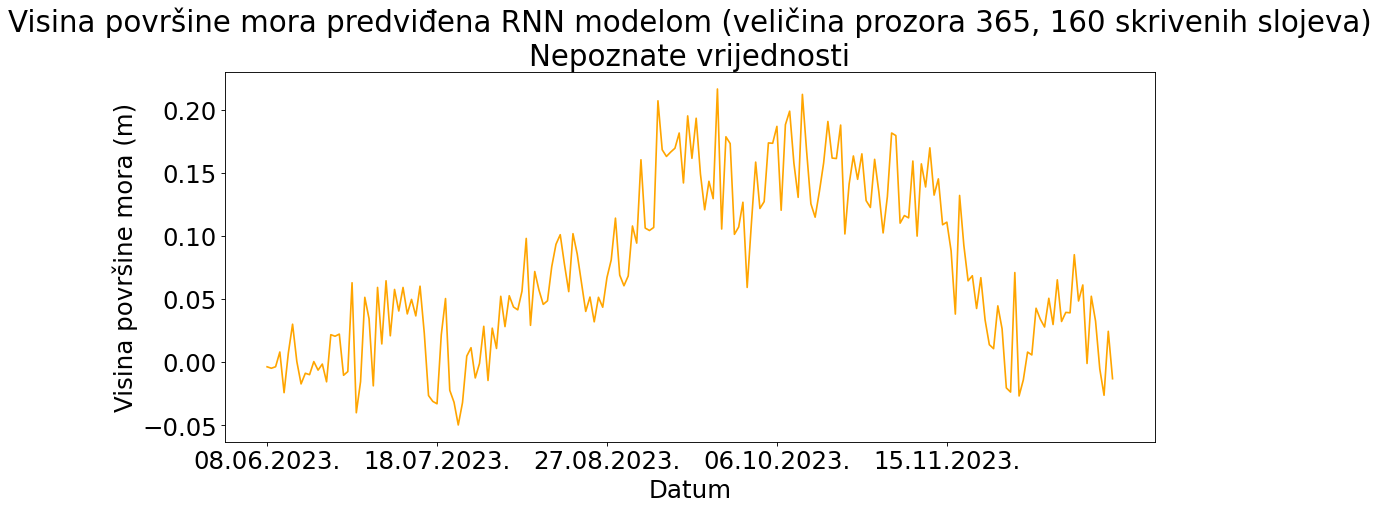 Visina površine mora predviđena RNN modelom (veličina prozora 365, 160 skrivenih slojeva)
Nepoznate vrijednosti
Visina površine mora (m)
0.20
0.15
0.10
0.05
0.00
−0.05
08.06.2023. 18.07.2023. 27.08.2023. 06.10.2023. 15.11.2023.
Datum